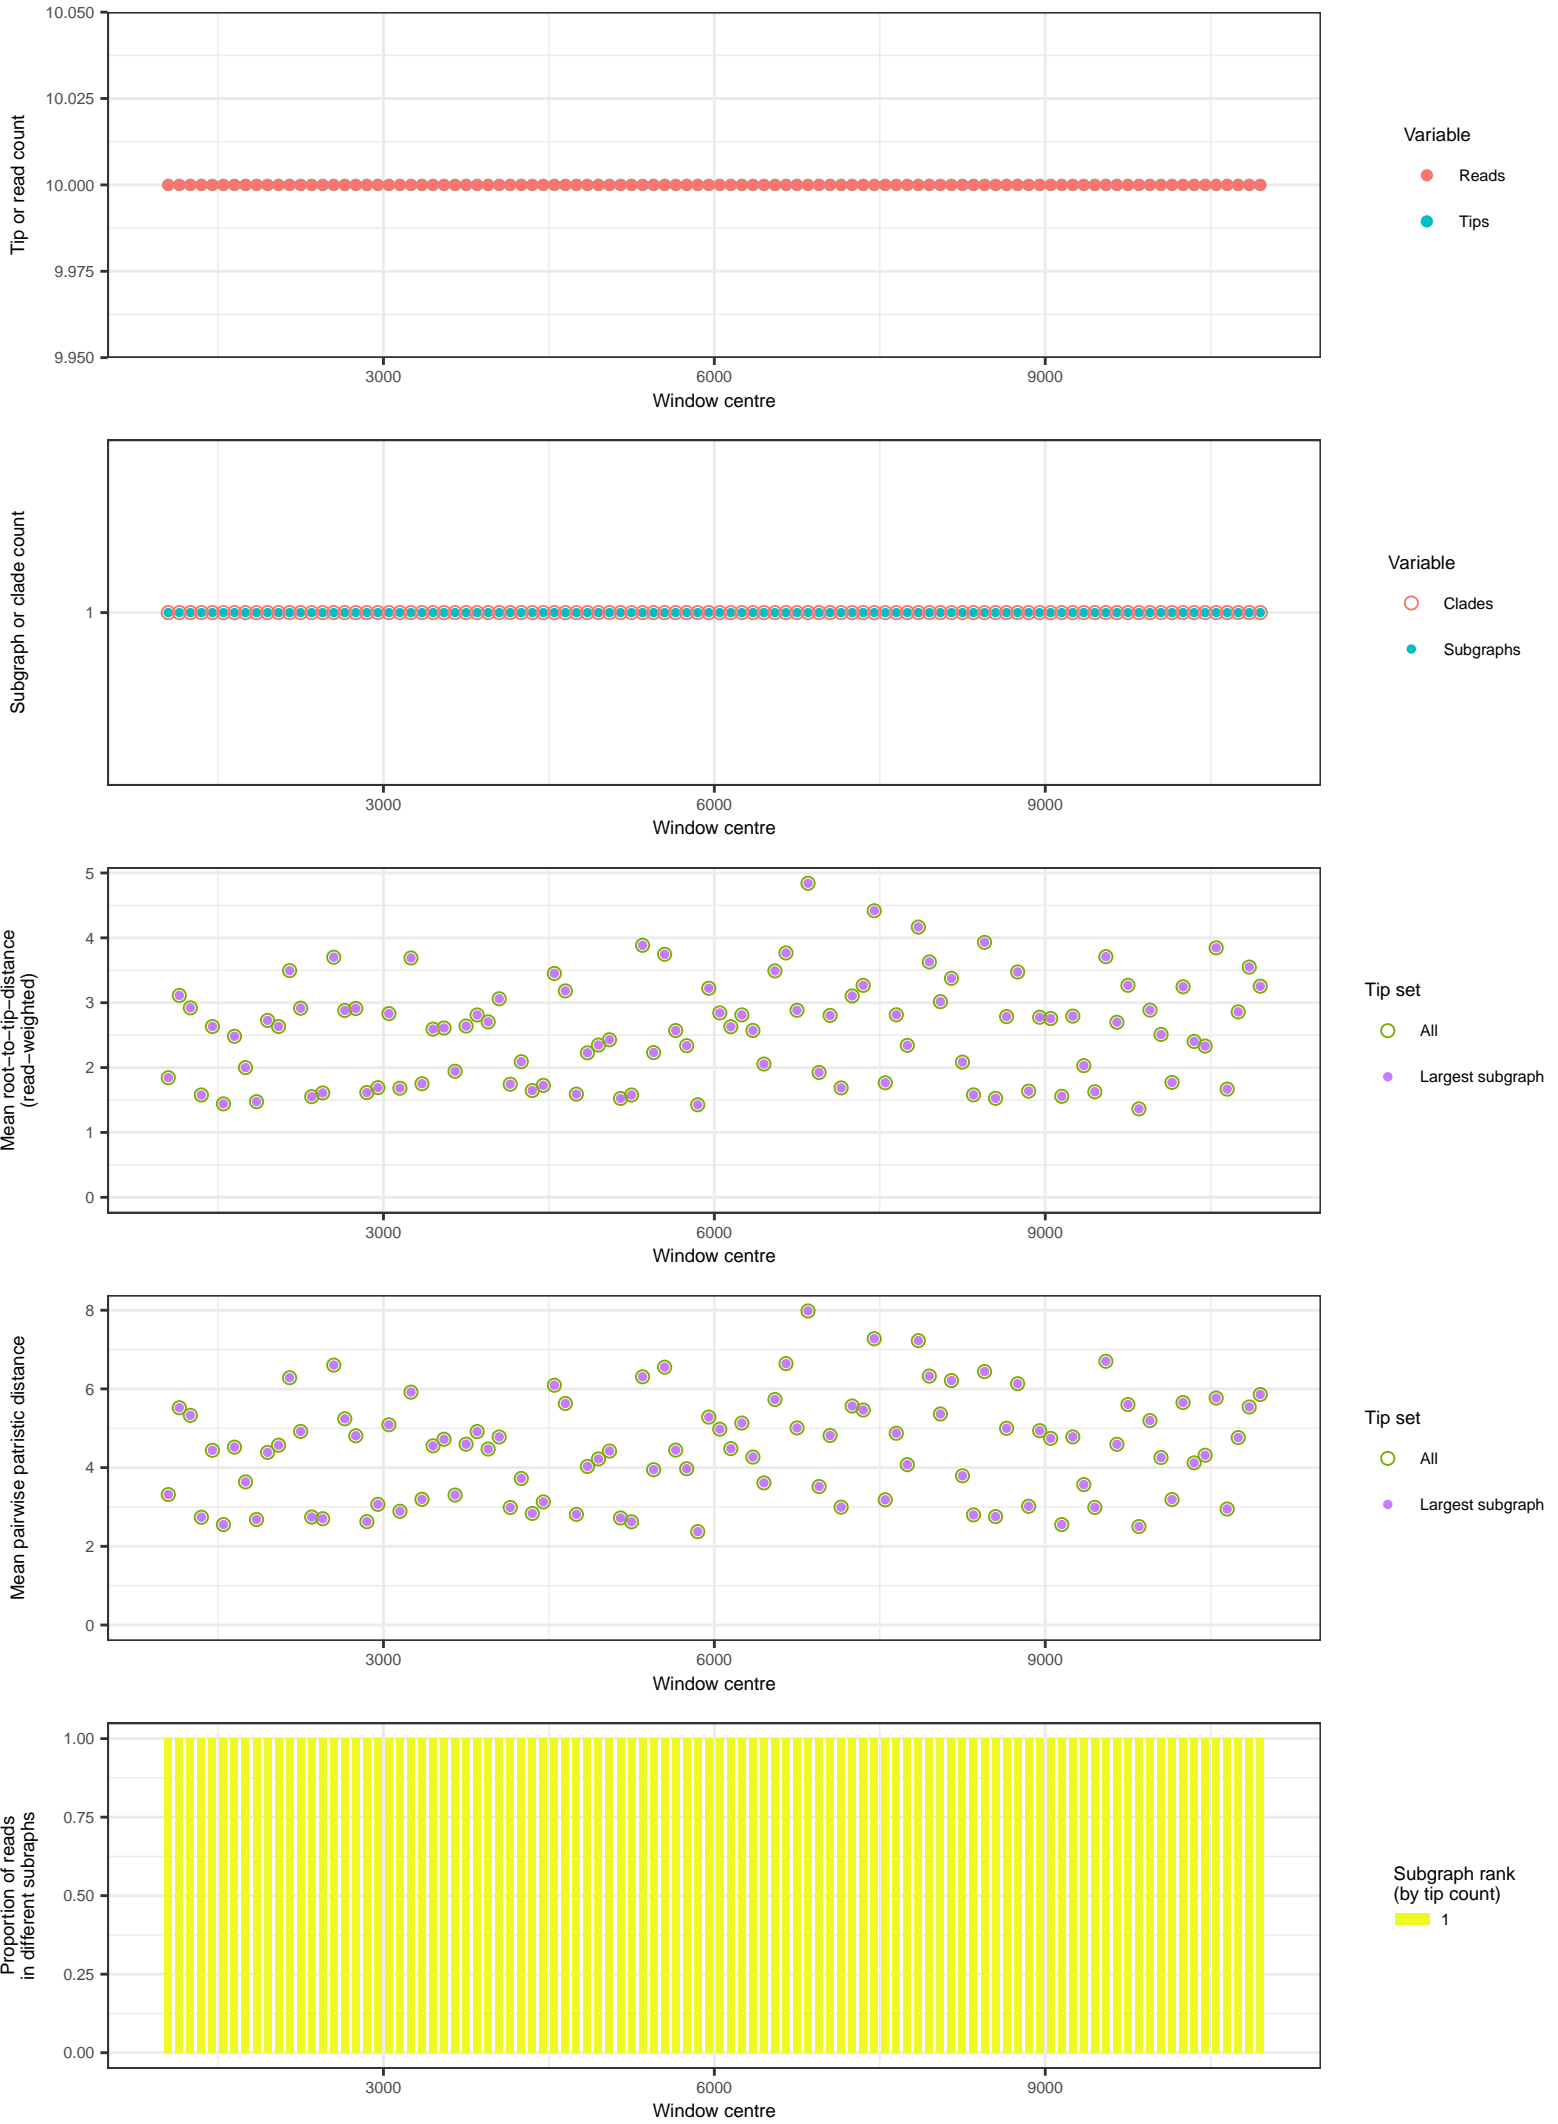 10.050
10.025
10.000
9.975
9.950
Tip or read count
3000 6000 9000
Window centre
Variable
Reads
Tips
1
Subgraph or clade count
3000 6000 9000
Window centre
Variable
Clades
Subgraphs
5
4
3
2
1
0
Mean root−to−tip−distance
(read−weighted)
3000 6000 9000
Window centre
Tip set
All
Largest subgraph
8
6
4
2
0
Mean pairwise patristic distance
3000 6000 9000
Window centre
Tip set
All
Largest subgraph
1.00
0.75
0.50
0.25
0.00
Proportion of reads
in different subraphs
3000 6000 9000
Window centre
Subgraph rank
(by tip count)
1